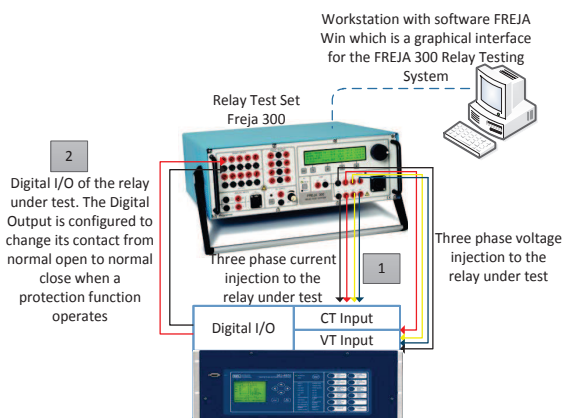 Workstation with software FREJA
Win which is a graphical interface
for the FREJA 300 Relay Testing
System
Relay Test Set
Freja 300
2
Digital I/O of the relay
under test. The Digital
Output is configured to
change its contact from
normal open to normal
close when a
protection function
operates
Three phase current
injection to the
relay under test
1
Three phase voltage
injection to the
relay under test
Digital I/O
CT Input
VT Input